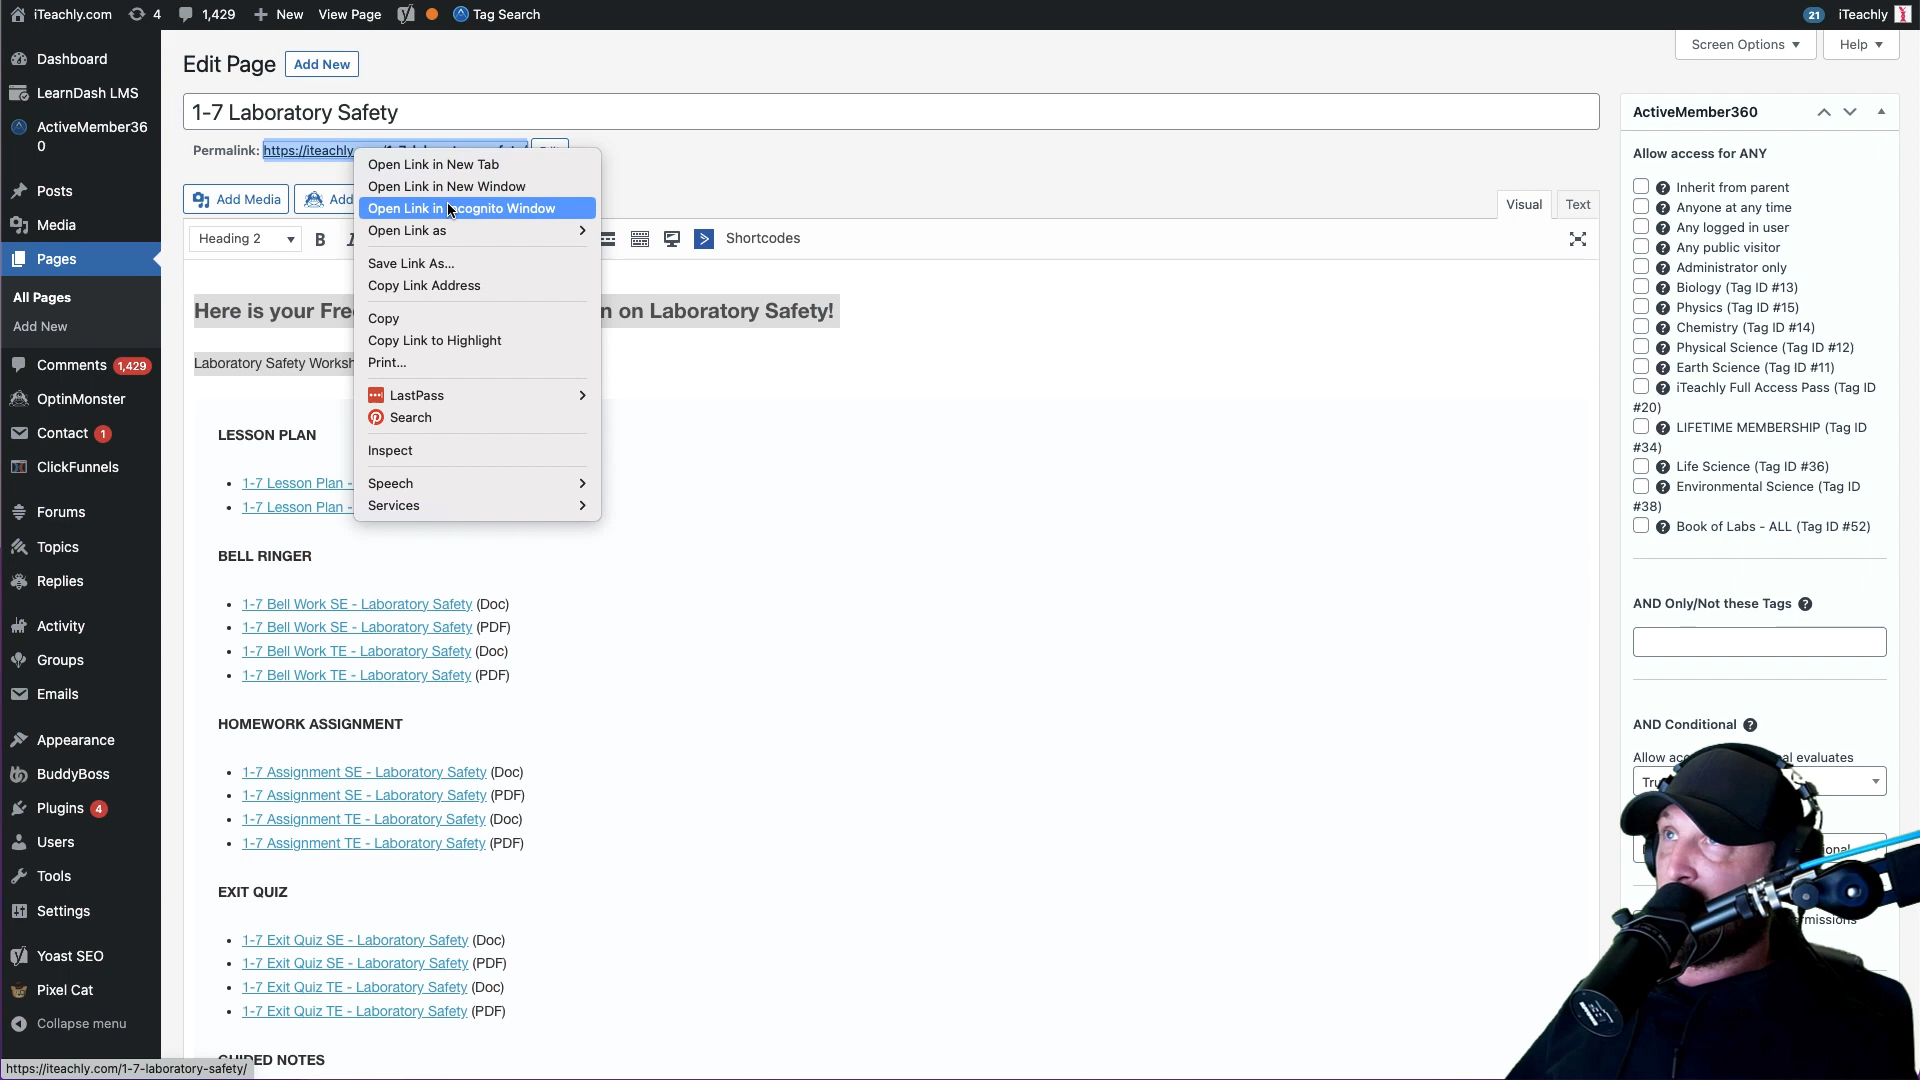 iTeachly.com 4 1,429 New View Page Tag Search 21 iTeachly
Screen Options Help
Edit Page Add New
1-7 Laboratory Safety
Permalink: https://iteachly
Dashboard
LearnDash LMS
ActiveMember36
0
Posts
Media
Pages
All Pages
Add New
Comments 1,429
OptinMonster
Contact 1
ClickFunnels
Forums
Topics
Replies
Activity
Groups
Emails
Appearance
BuddyBoss
Plugins 4
Users
Tools
Settings
Yoast SEO
Pixel Cat
Collapse menu
https://iteachly.com/1-7-laboratory-safety/
Add Media Add
Visual Text
Heading 2 B I Shortcodes
Open Link in New Tab
Open Link in New Window
Open Link in Incognito Window
Open Link as
Save Link As...
Copy Link Address
Copy
Copy Link to Highlight
Print...
LastPass
Search
Inspect
Speech
Services
Here is your Fre n on Laboratory Safety!
Laboratory Safety Worksh
LESSON PLAN
1-7 Lesson Plan -
1-7 Lesson Plan -
BELL RINGER
1-7 Bell Work SE - Laboratory Safety (Doc)
1-7 Bell Work SE - Laboratory Safety (PDF)
1-7 Bell Work TE - Laboratory Safety (Doc)
1-7 Bell Work TE - Laboratory Safety (PDF)
HOMEWORK ASSIGNMENT
1-7 Assignment SE - Laboratory Safety (Doc)
1-7 Assignment SE - Laboratory Safety (PDF)
1-7 Assignment TE - Laboratory Safety (Doc)
1-7 Assignment TE - Laboratory Safety (PDF)
EXIT QUIZ
1-7 Exit Quiz SE - Laboratory Safety (Doc)
1-7 Exit Quiz SE - Laboratory Safety (PDF)
1-7 Exit Quiz TE - Laboratory Safety (Doc)
1-7 Exit Quiz TE - Laboratory Safety (PDF)
GUIDED NOTES
ActiveMember360
Allow access for ANY
Inherit from parent
Anyone at any time
Any logged in user
Any public visitor
Administrator only
Biology (Tag ID #13)
Physics (Tag ID #15)
Chemistry (Tag ID #14)
Physical Science (Tag ID #12)
Earth Science (Tag ID #11)
iTeachly Full Access Pass (Tag ID
#20)
LIFETIME MEMBERSHIP (Tag ID
#34)
Life Science (Tag ID #36)
Environmental Science (Tag ID
#38)
Book of Labs - ALL (Tag ID #52)
AND Only/Not these Tags
AND Conditional
Allow acc al evaluates
Tru
ional
rmissions